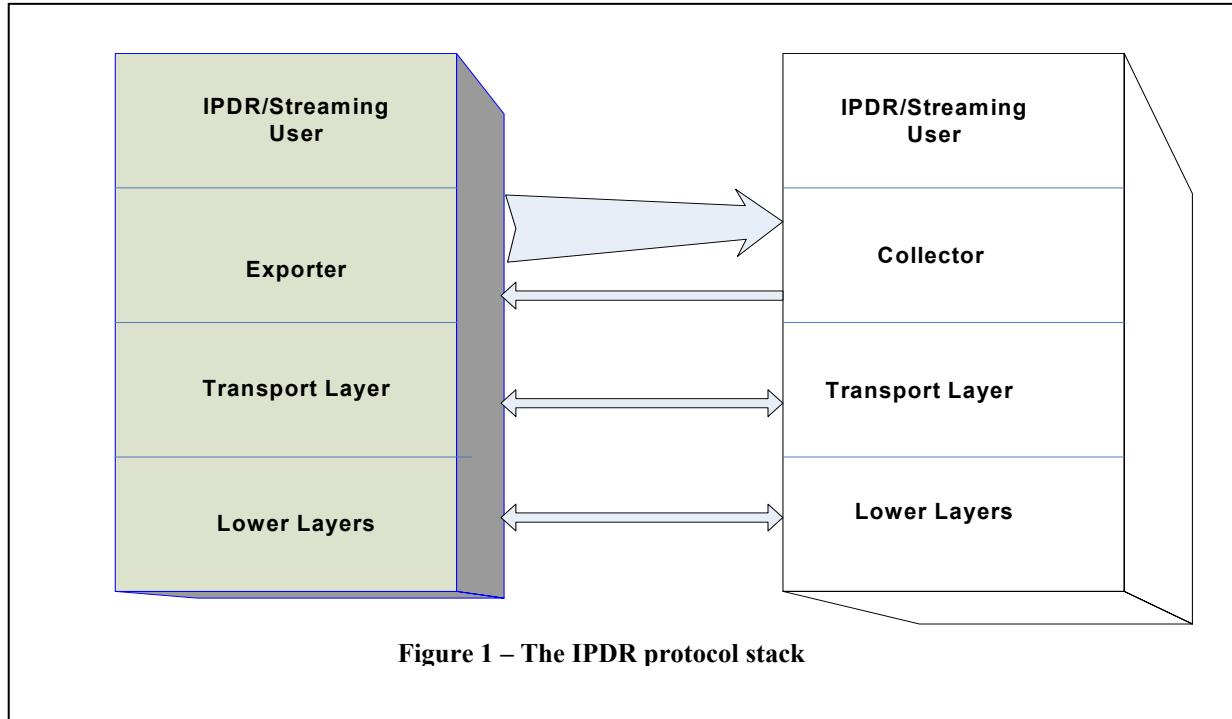 IPDR/Streaming
User
Exporter
Transport Layer
Lower Layers
IPDR/Streaming
User
Collector
Transport Layer
Lower Layers
Figure 1 – The IPDR protocol stack